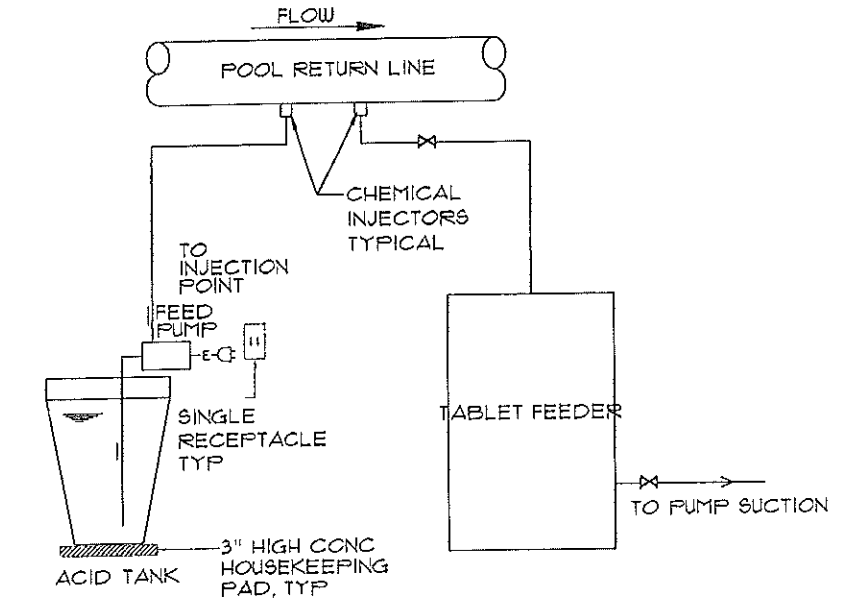 FLOW
POOL RETURN LINE
CHEMICAL
INJECTORS
TYPICAL
TO
INJECTION
POINT
FEED
PUMP
SINGLE
RECEPTACLE
TYP
TABLET FEEDER
TO PUMP SUCTION
3" HIGH CONC
HOUSEKEEPING
PAD, TYP
ACID TANK